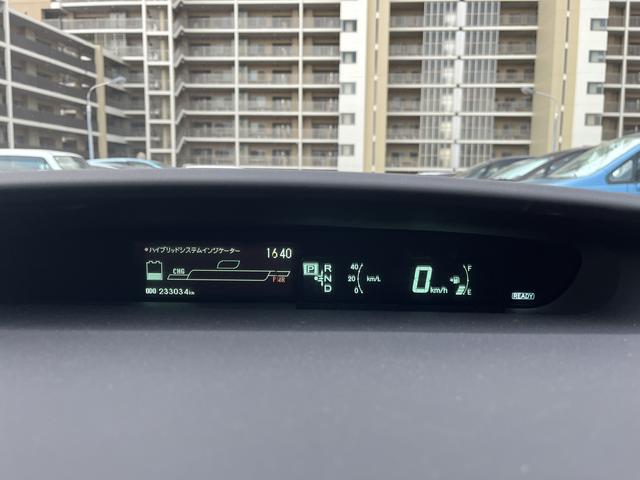 *ハイブリッドシステムインジケーター 16:40
CHG
PWR
ODO 233034km
P R
N
D
40
20
0
km/L
0 km/h
F
E
READY